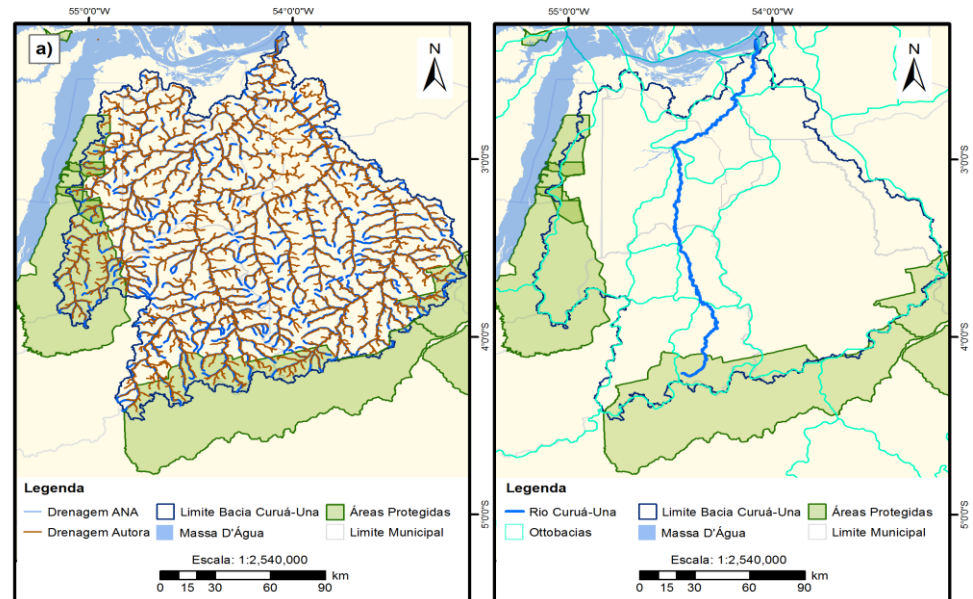 55°0'0"W 54°0'0"W
a)
N
3°0'0"S
4°0'0"S
5°0'0"S
Legenda
Drenagem ANA Limite Bacia Curuá-Una Áreas Protegidas
Drenagem Autora Massa D'Água Limite Municipal
Escala: 1:2,540,000
0 15 30 60 90 km
55°0'0"W 54°0'0"W
N
3°0'0"S
4°0'0"S
5°0'0"S
Legenda
Rio Curuá-Una Limite Bacia Curuá-Una Áreas Protegidas
Ottobacias Massa D'Água Limite Municipal
Escala: 1:2,540,000
0 15 30 60 90 km